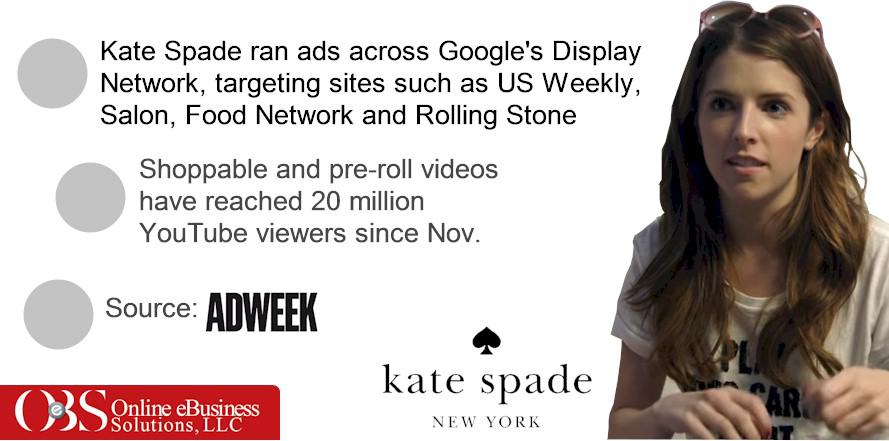 Kate Spade ran ads across Google's Display
Network, targeting sites such as US Weekly,
Salon, Food Network and Rolling Stone
Shoppable and pre-roll videos
have reached 20 million
YouTube viewers since Nov.
Source: ADWEEK
kate spade
NEW YORK
OeBS Online eBusiness
Solutions, LLC